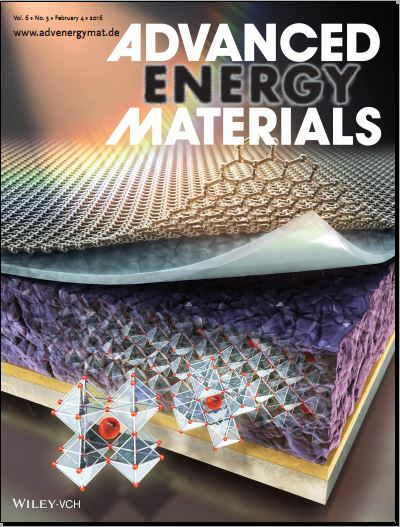 Vol. 6 • No. 3 • February 4 • 2016
www.advenergymat.de
ADVANCED
ENERGY
MATERIALS
WILEY-VCH